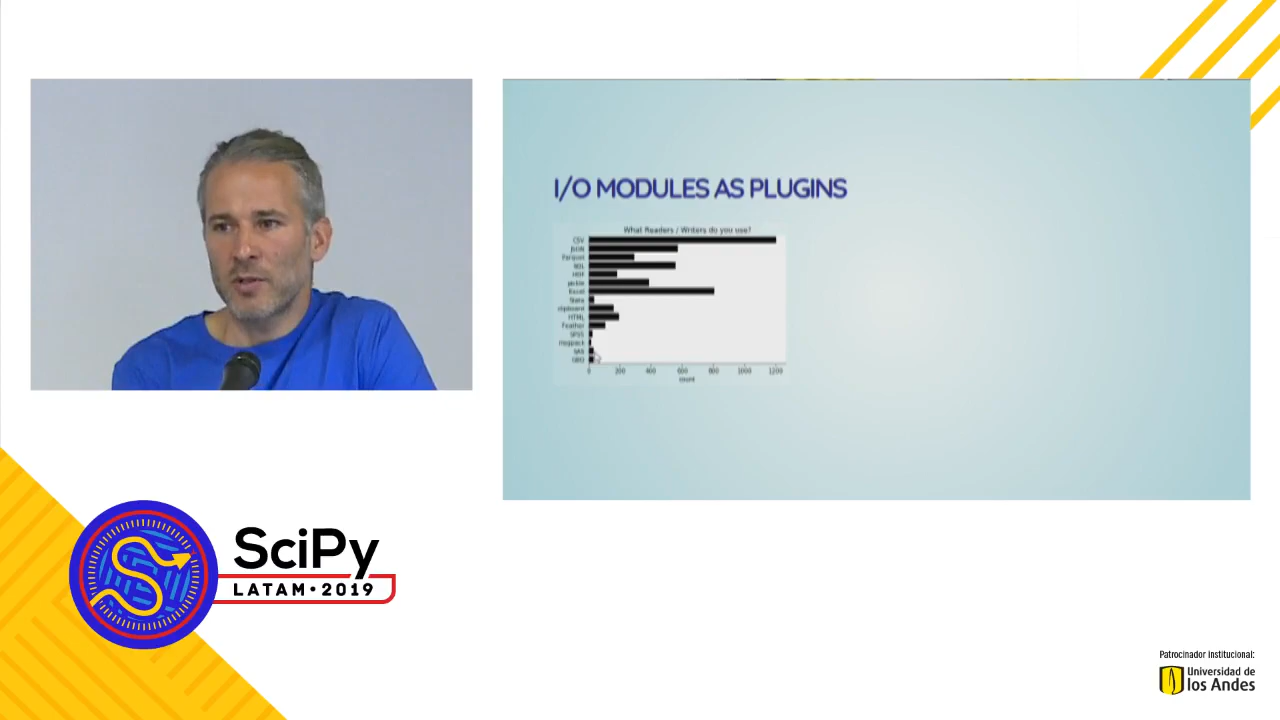 I/O MODULES AS PLUGINS
What Readers / Writers do you use?
CSV
JSON
Parquet
SQL
HDF
pickle
Excel
Stata
clipboard
HTML
Feather
SPSS
msgpack
SAS
GBQ
0 200 400 600 800 1000 1200
count
SciPy
LATAM • 2019
Patrocinador institucional:
Universidad de
los Andes